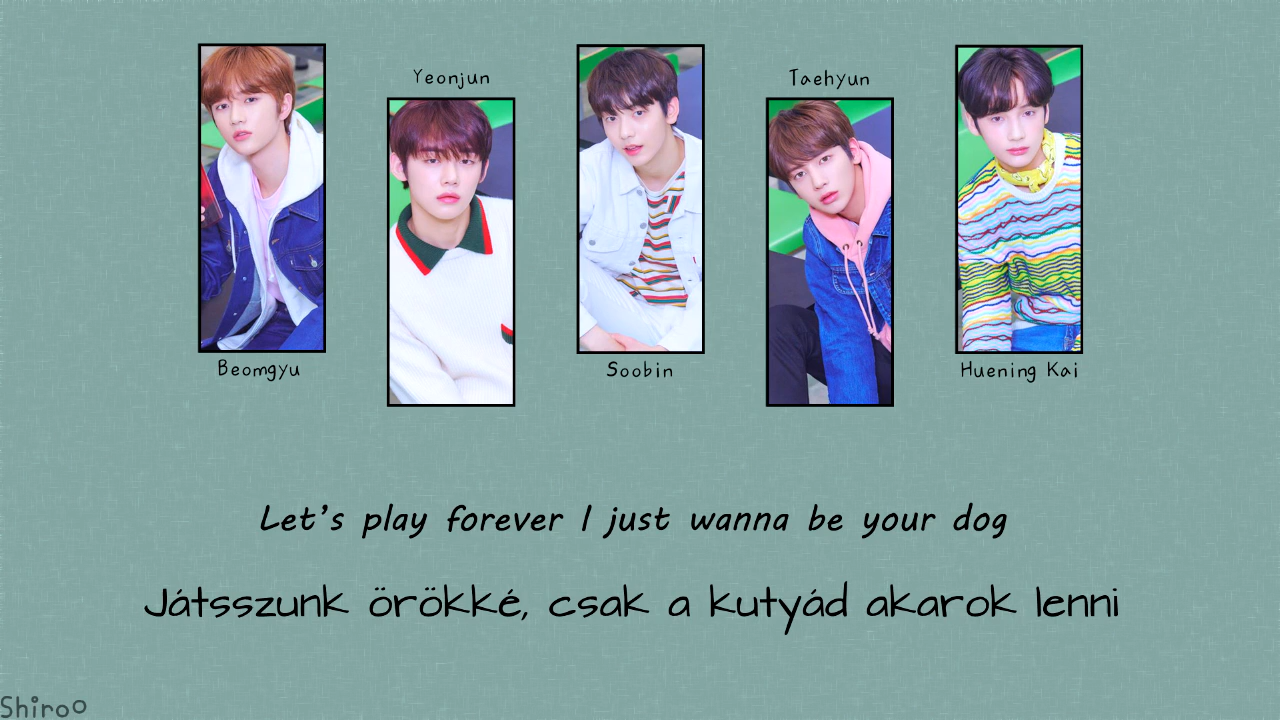 Yeonjun
Taehyun
Beomgyu
Soobin
Huening Kai
Let's play forever I just wanna be your dog
Játsszunk örökké, csak a kutyád akarok lenni
Shiroo